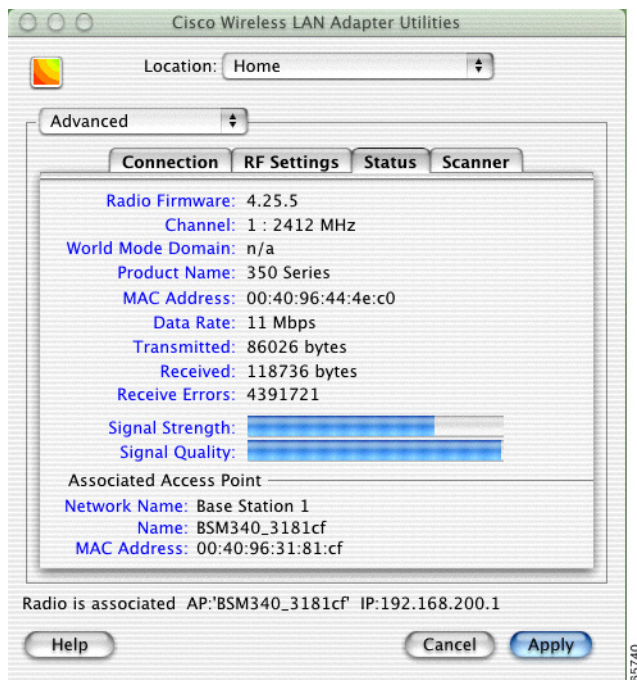 Cisco Wireless LAN Adapter Utilities
Location: Home
Advanced
Connection RF Settings Status Scanner
Radio Firmware: 4.25.5
Channel: 1 : 2412 MHz
World Mode Domain: n/a
Product Name: 350 Series
MAC Address: 00:40:96:44:4e:c0
Data Rate: 11 Mbps
Transmitted: 86026 bytes
Received: 118736 bytes
Receive Errors: 4391721
Signal Strength:
Signal Quality:
Associated Access Point
Network Name: Base Station 1
Name: BSM340_3181cf
MAC Address: 00:40:96:31:81:cf
Radio is associated AP:'BSM340_3181cf' IP:192.168.200.1
Help Cancel Apply
65740